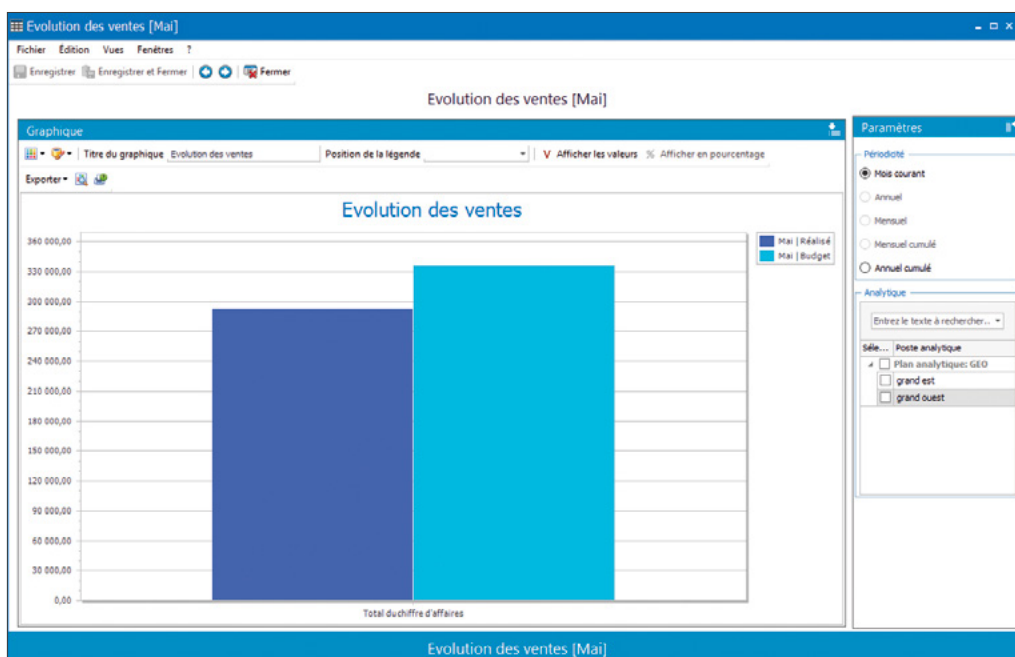 Evolution des ventes [Mai]
Fichier Édition Vues Fenêtres ?
Enregistrer Enregistrer et Fermer Fermer
Evolution des ventes [Mai]
Graphique
Titre du graphique Evolution des ventes Position de la légende V Afficher les valeurs % Afficher en pourcentage
Exporter
Evolution des ventes
360 000,00
330 000,00
300 000,00
270 000,00
240 000,00
210 000,00
180 000,00
150 000,00
120 000,00
90 000,00
60 000,00
30 000,00
0,00
Total du chiffre d'affaires
Mai | Réalisé
Mai | Budget
Paramètres
Périodicité
Mois courant
Annuel
Mensuel
Mensuel cumulé
Annuel cumulé
Analytique
Entrez le texte à rechercher...
Séle... Poste analytique
Plan analytique: GEO
grand est
grand ouest
Evolution des ventes [Mai]